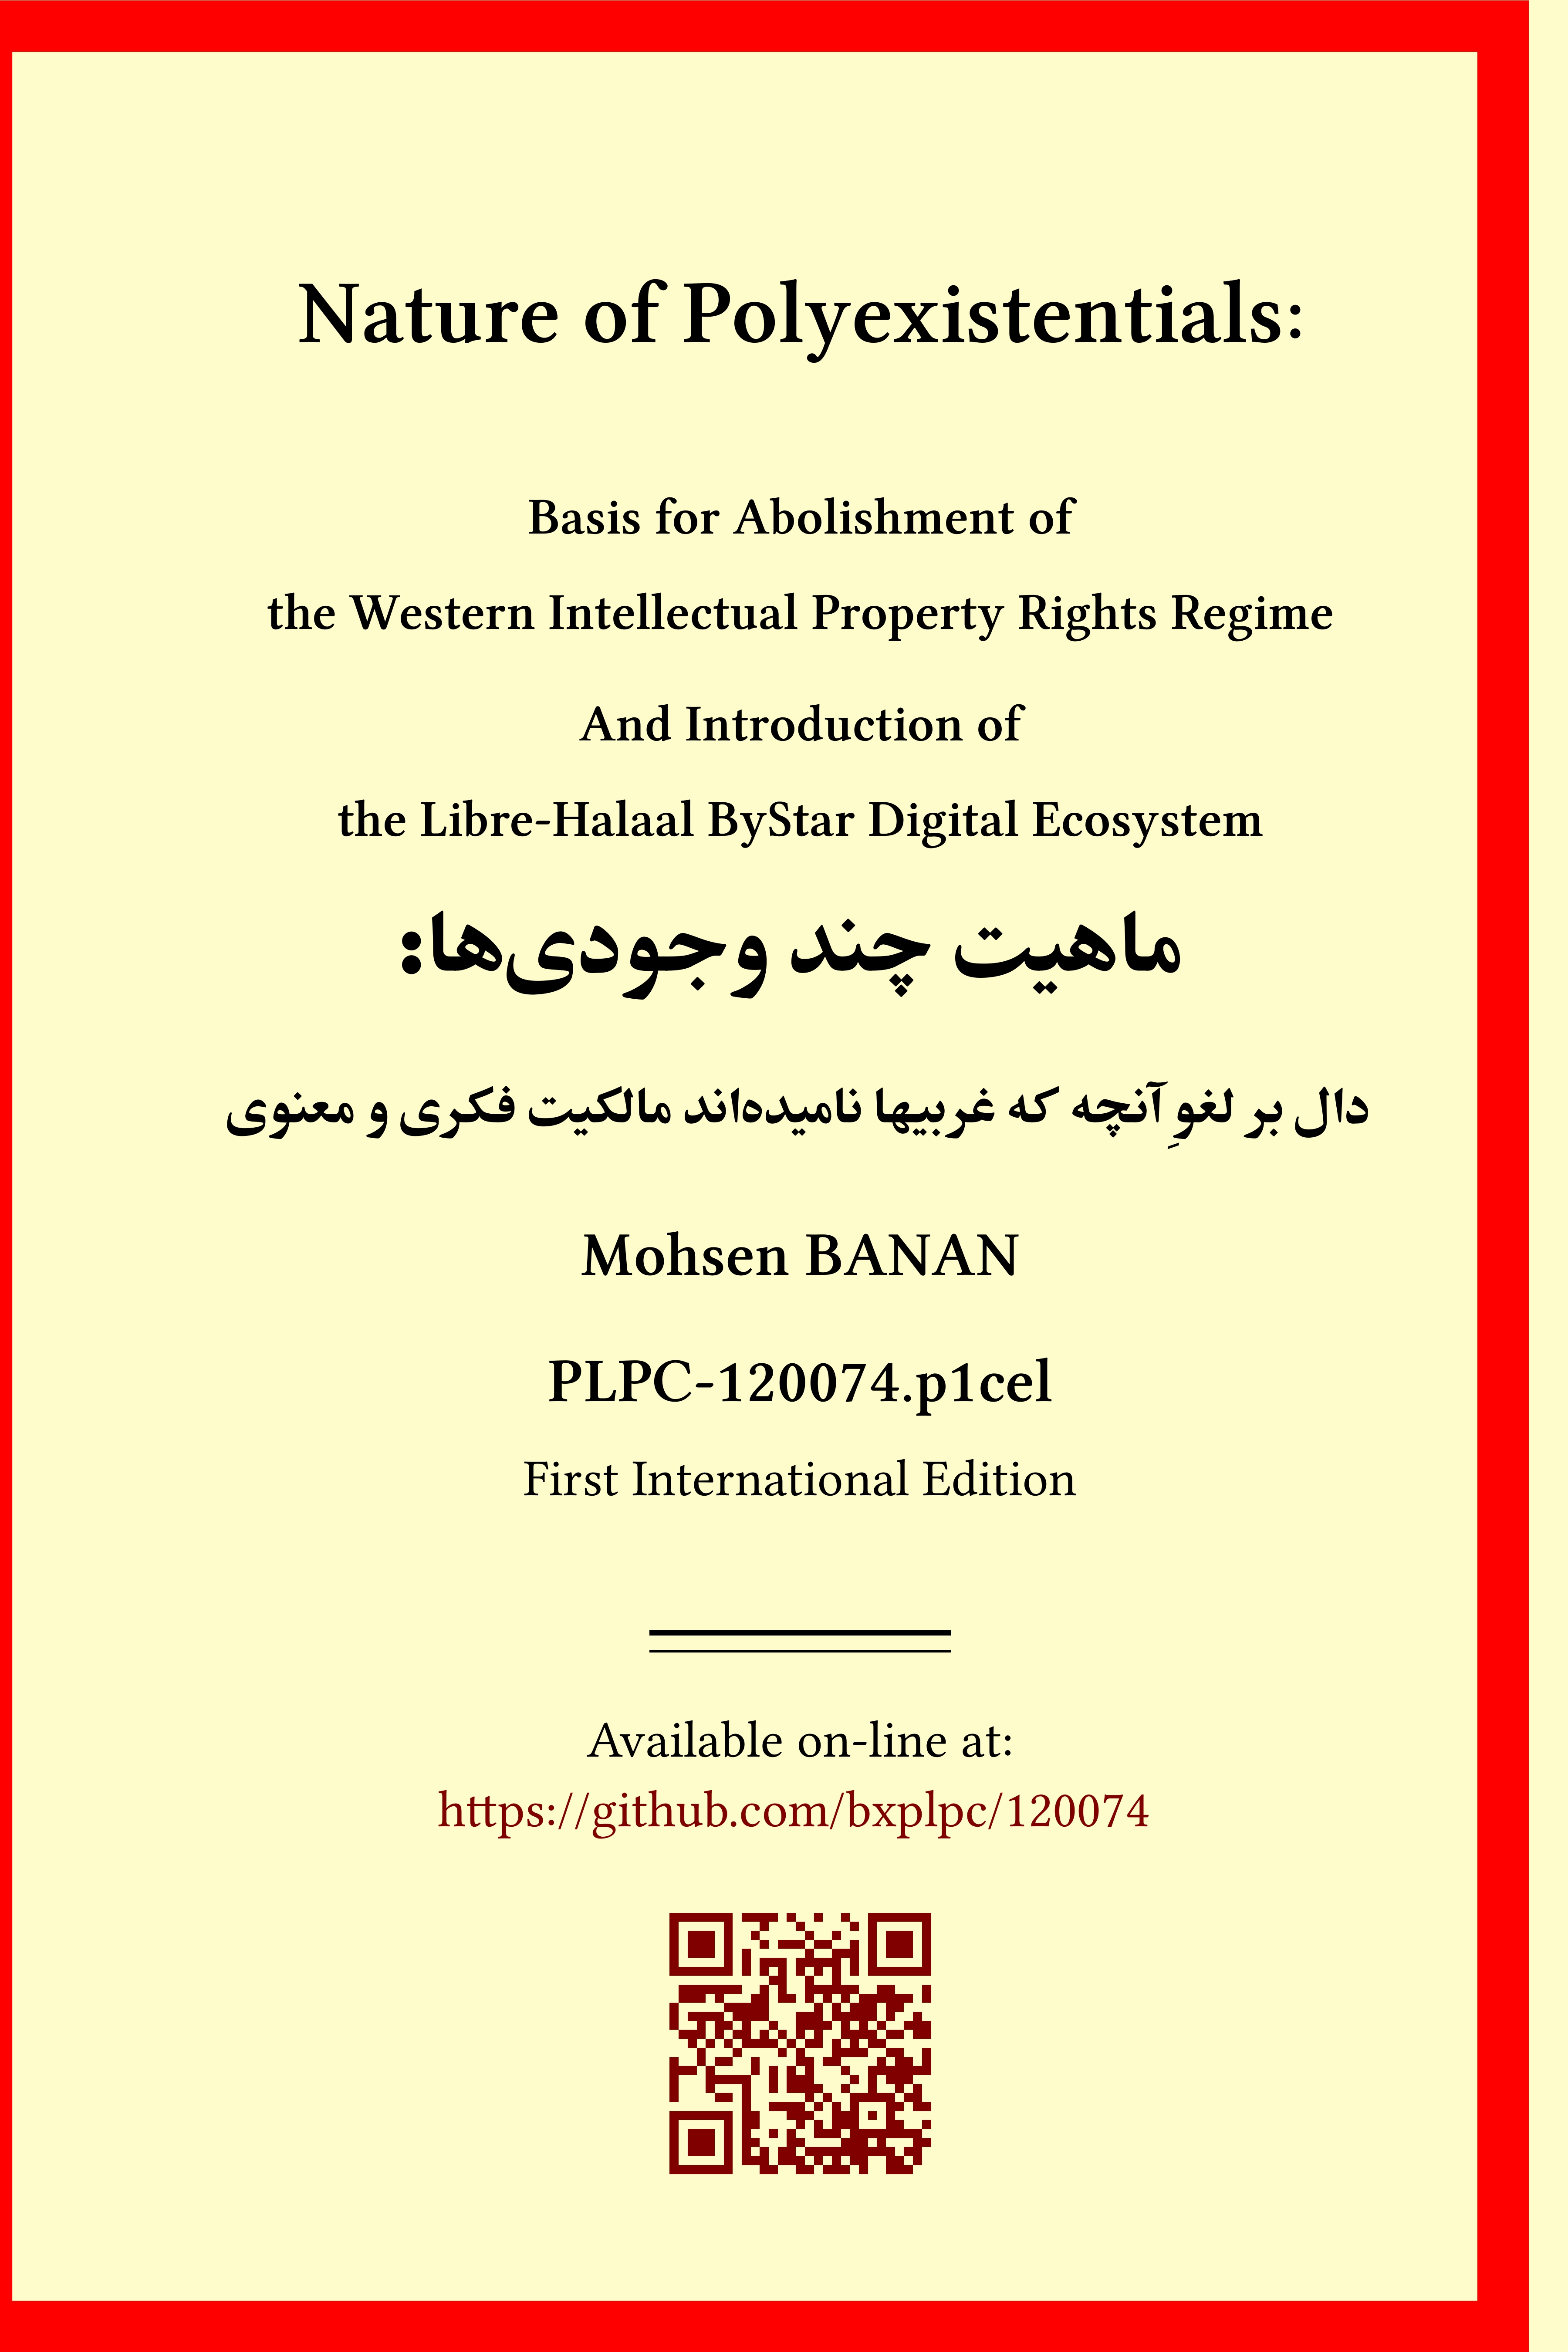 Nature of Polyexistentials:
Basis for Abolishment of
the Western Intellectual Property Rights Regime
And Introduction of
the Libre-Halaal ByStar Digital Ecosystem
ماهیت چند وجودی‌ها:
دال بر لغوِ آنچه که غربیها نامیده‌اند مالکیت فکری و معنوی
Mohsen BANAN
PLPC-120074.p1cel
First International Edition
Available on-line at:
https://github.com/bxplpc/120074